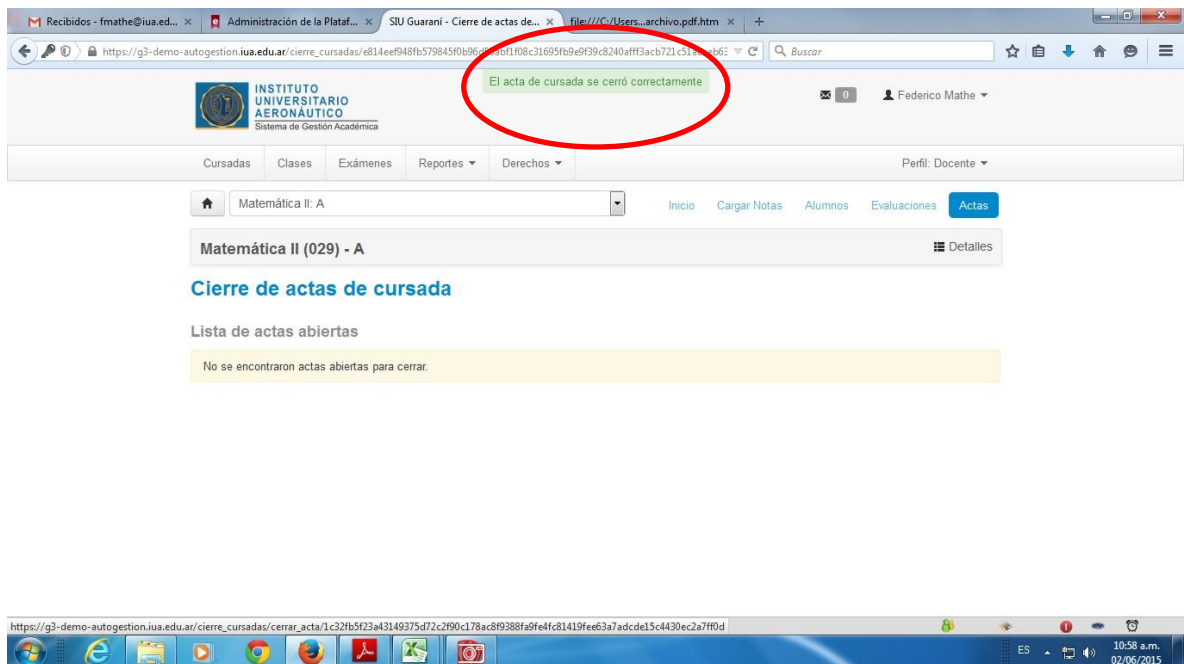 Recibidos - fmathe@iua.ed...
Administración de la Plataf...
SIU Guaraní - Cierre de actas de...
file:///C:/Users...archivo.pdf.htm
Buscar
El acta de cursada se cerró correctamente
INSTITUTO
UNIVERSITARIO
AERONÁUTICO
Sistema de Gestión Académica
0
Federico Mathe
Cursadas Clases Exámenes Reportes Derechos Perfil: Docente
Matemática II: A
Inicio Cargar Notas Alumnos Evaluaciones Actas
Matemática II (029) - A
Detalles
Cierre de actas de cursada
Lista de actas abiertas
No se encontraron actas abiertas para cerrar.
https://g3-demo-autogestion.iua.edu.ar/cierre_cursadas/cerrar_acta/1c32fb5f23a43149375d72c2f90c178ac8f9388fa9fe4fc81419fee63a7adcde15c4430ec2a7ff0d
ES
10:58 a.m.
02/06/2015